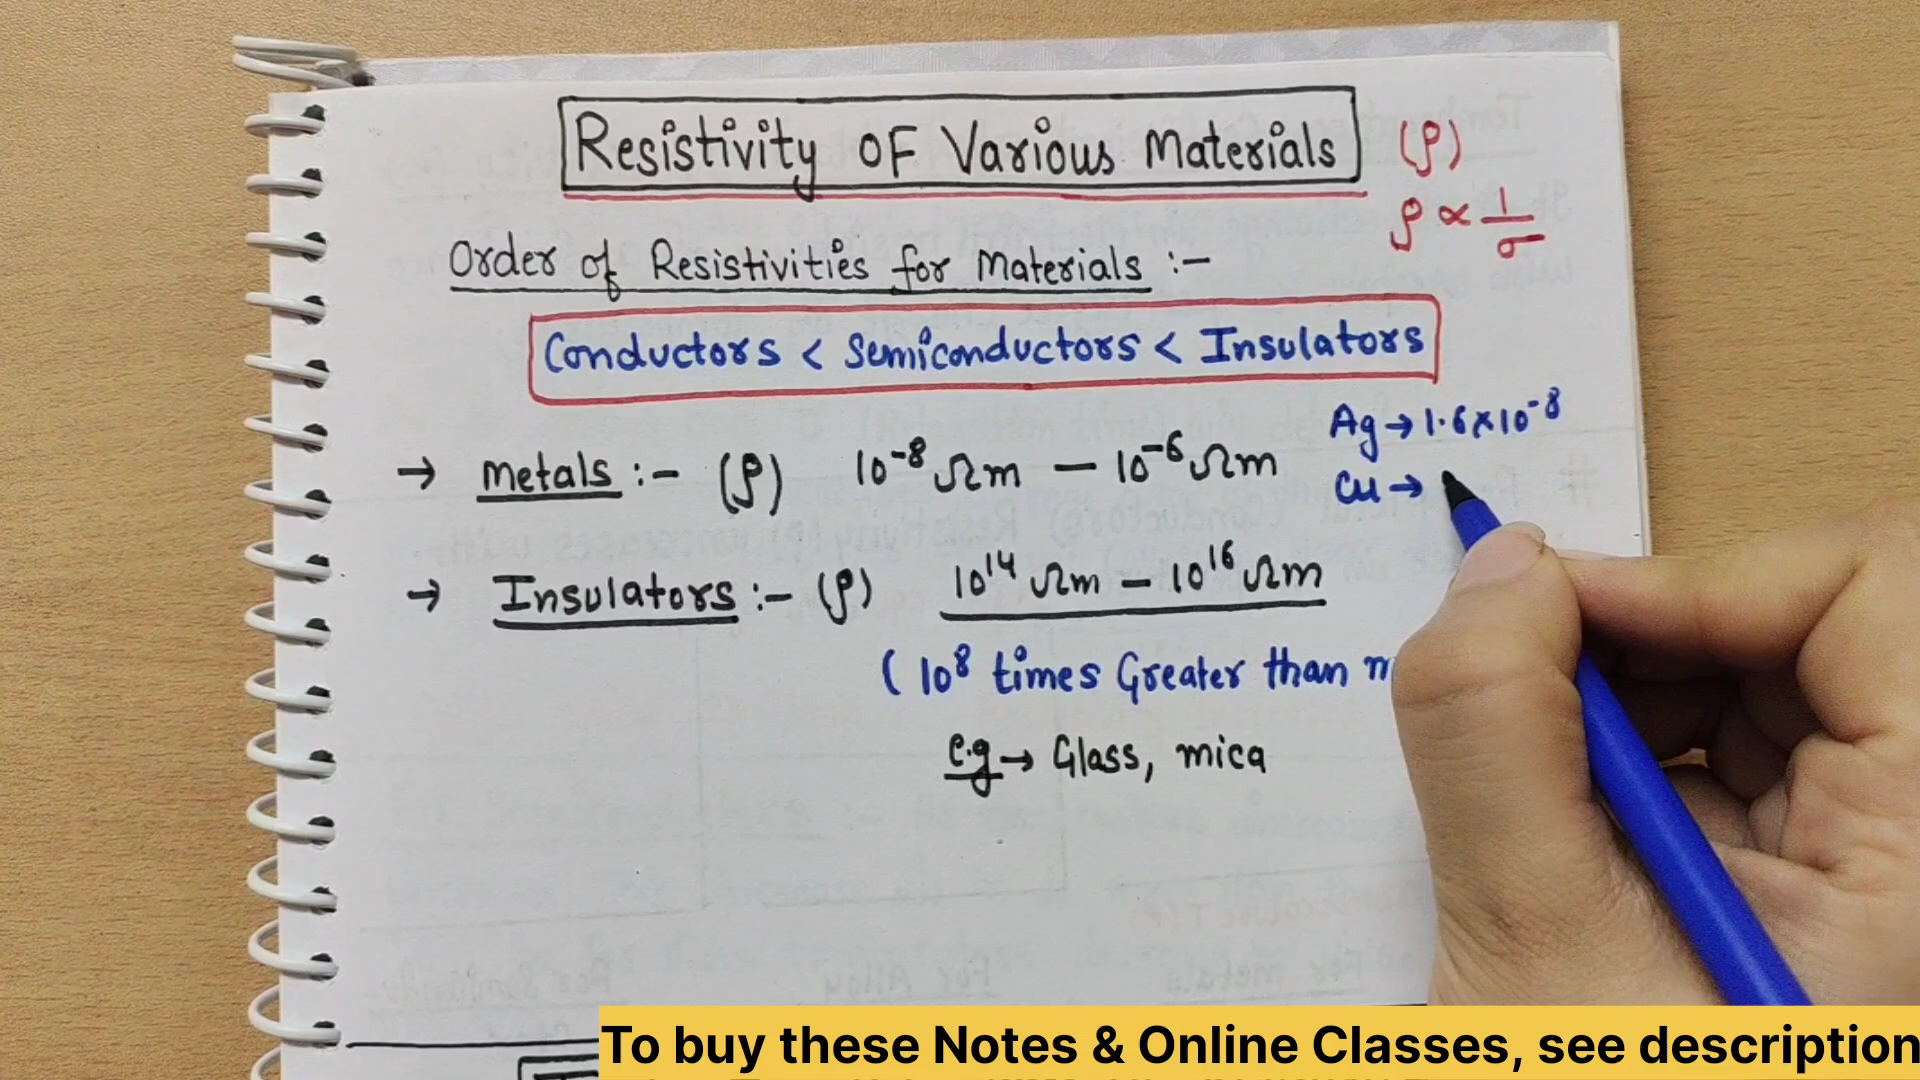 Resistivity OF Various Materials (ρ)
ρ ∝ 1/σ
Order of Resistivities for Materials :-
Conductors < Semiconductors < Insulators
Ag → 1.6×10⁻⁸
→ Metals :- (ρ) 10⁻⁸ Ωm — 10⁻⁶ Ωm
Cu →
→ Insulators :- (ρ) 10¹⁴ Ωm – 10¹⁶ Ωm
(10⁸ times Greater than m
e.g → Glass, mica
To buy these Notes & Online Classes, see description